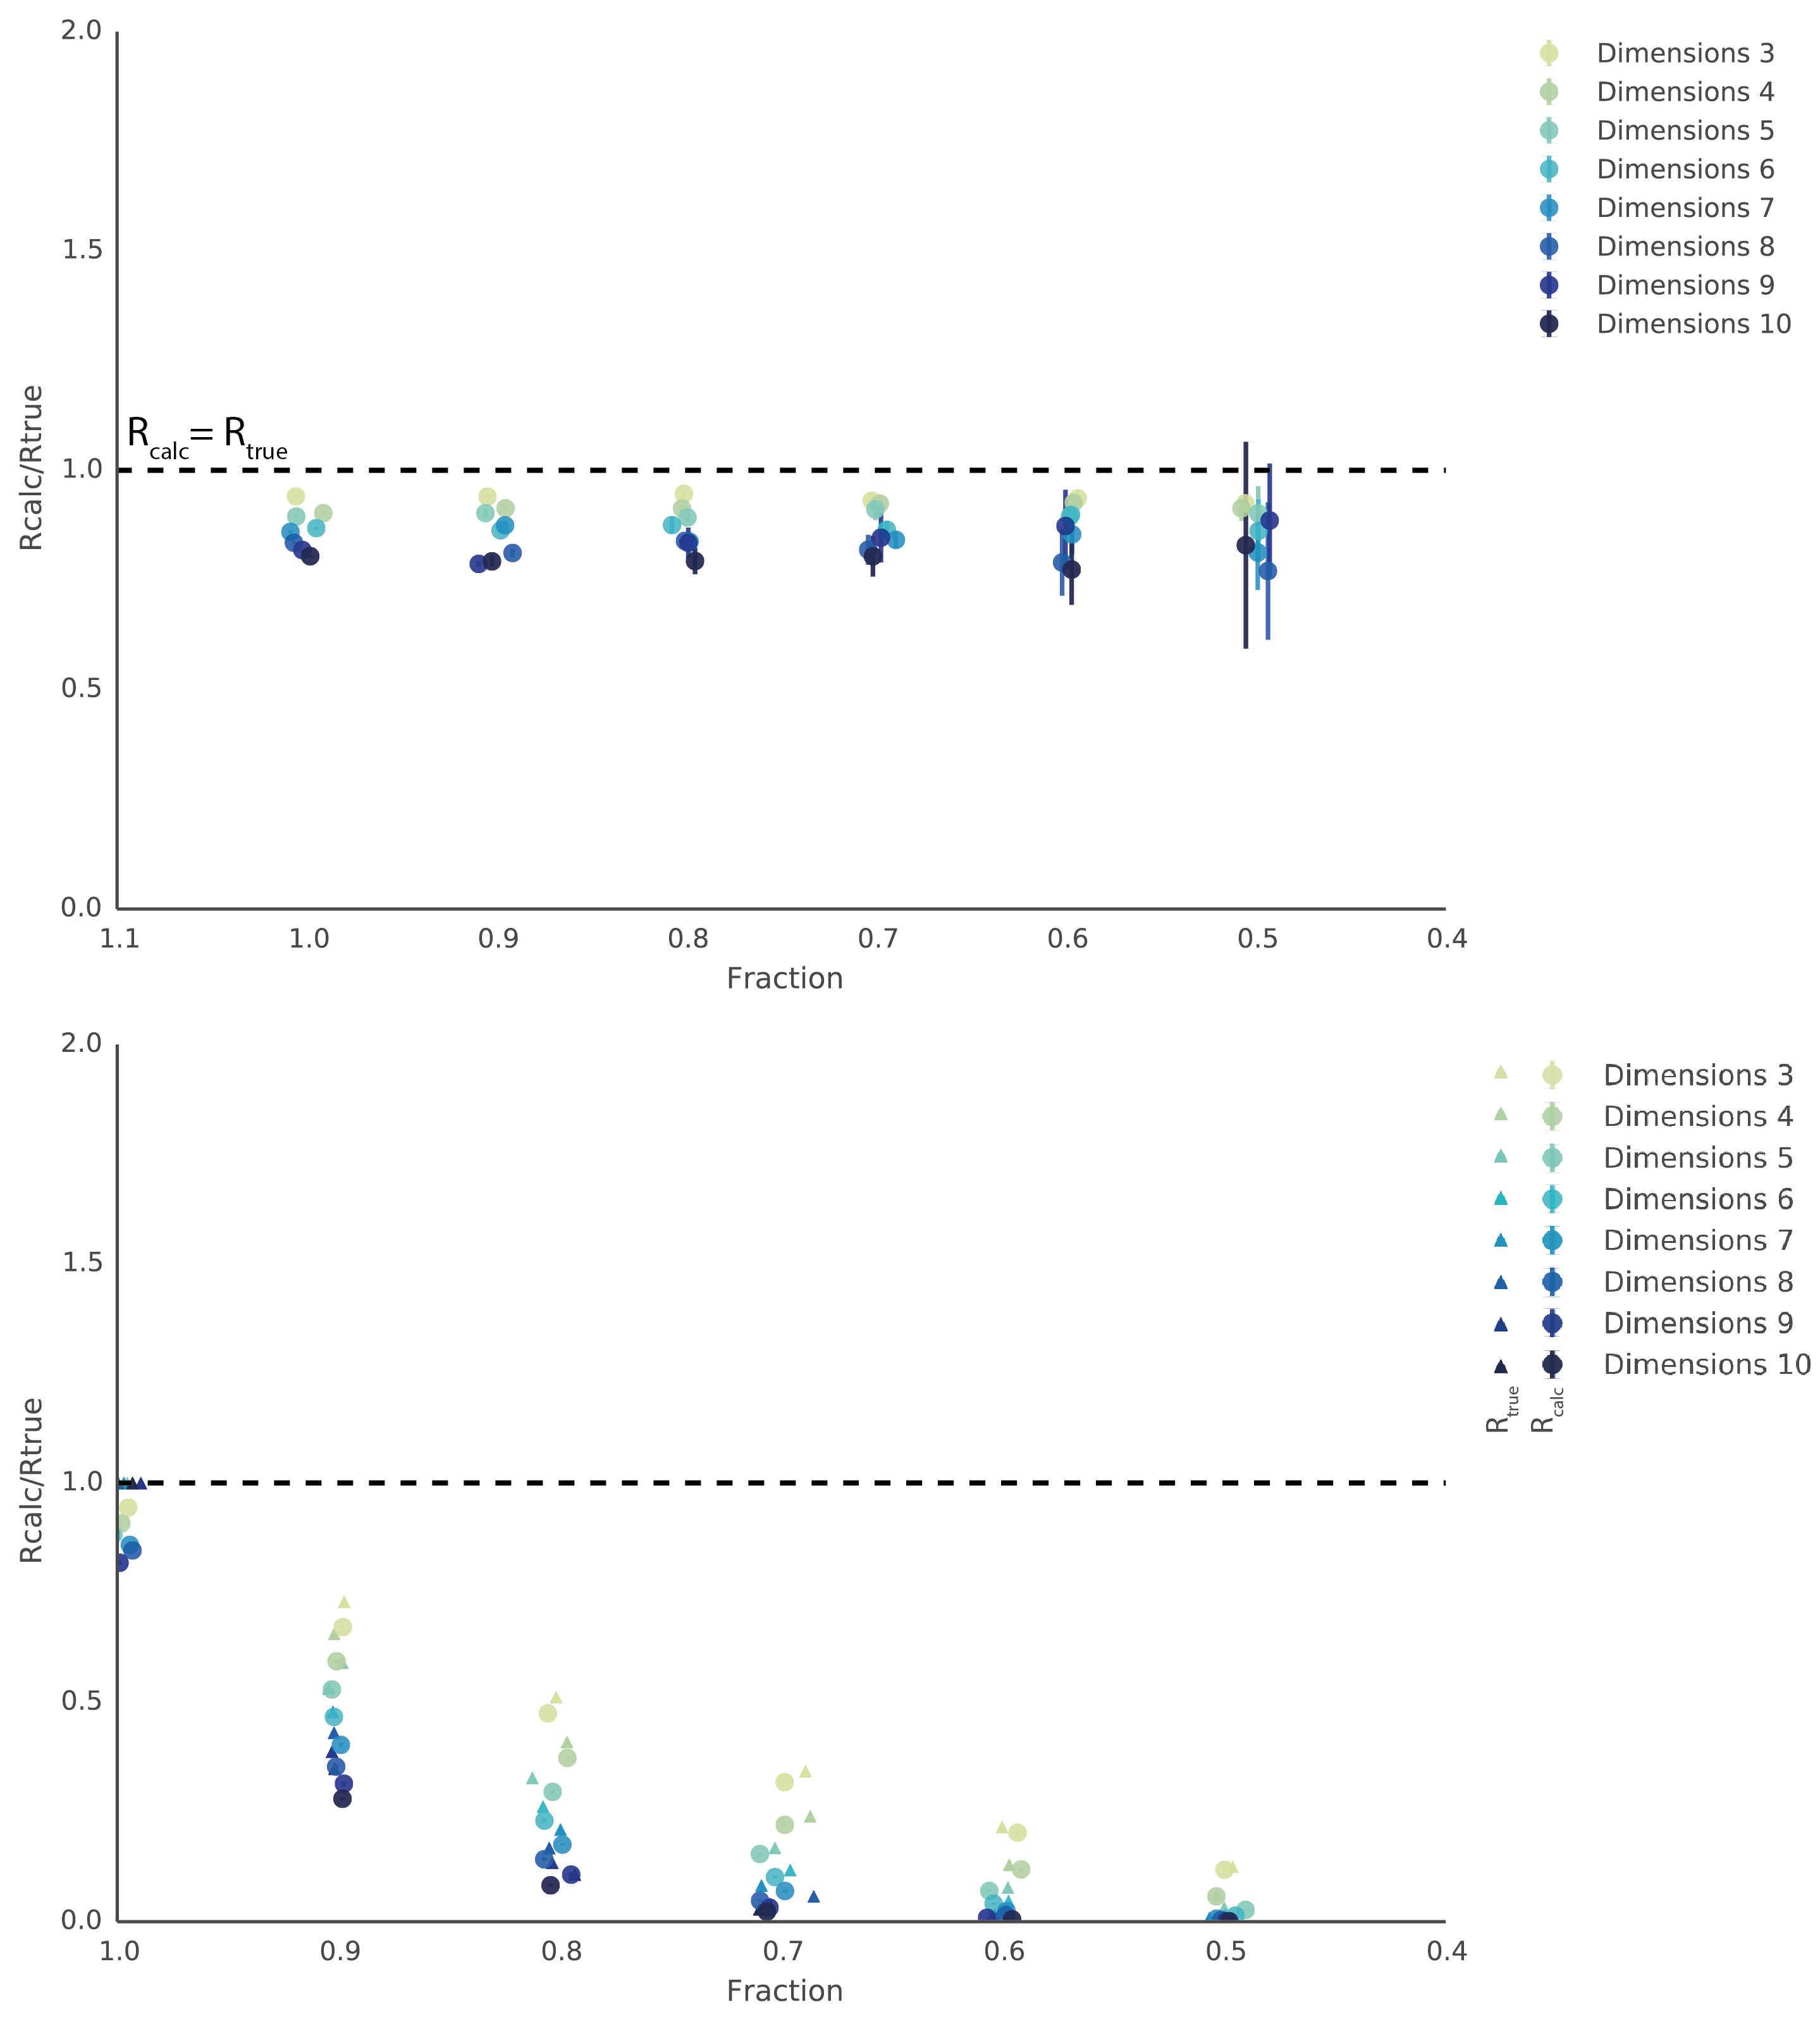 2.0
Dimensions 3
Dimensions 4
Dimensions 5
Dimensions 6
Dimensions 7
Dimensions 8
Dimensions 9
Dimensions 10
1.5
Rcalc/Rtrue
Rcalc = Rtrue
1.0
0.5
0.0
1.1 1.0 0.9 0.8 0.7 0.6 0.5 0.4
Fraction
2.0
Dimensions 3
Dimensions 4
Dimensions 5
Dimensions 6
Dimensions 7
Dimensions 8
Dimensions 9
Dimensions 10
Rtrue
Rcalc
1.5
Rcalc/Rtrue
1.0
0.5
0.0
1.0 0.9 0.8 0.7 0.6 0.5 0.4
Fraction